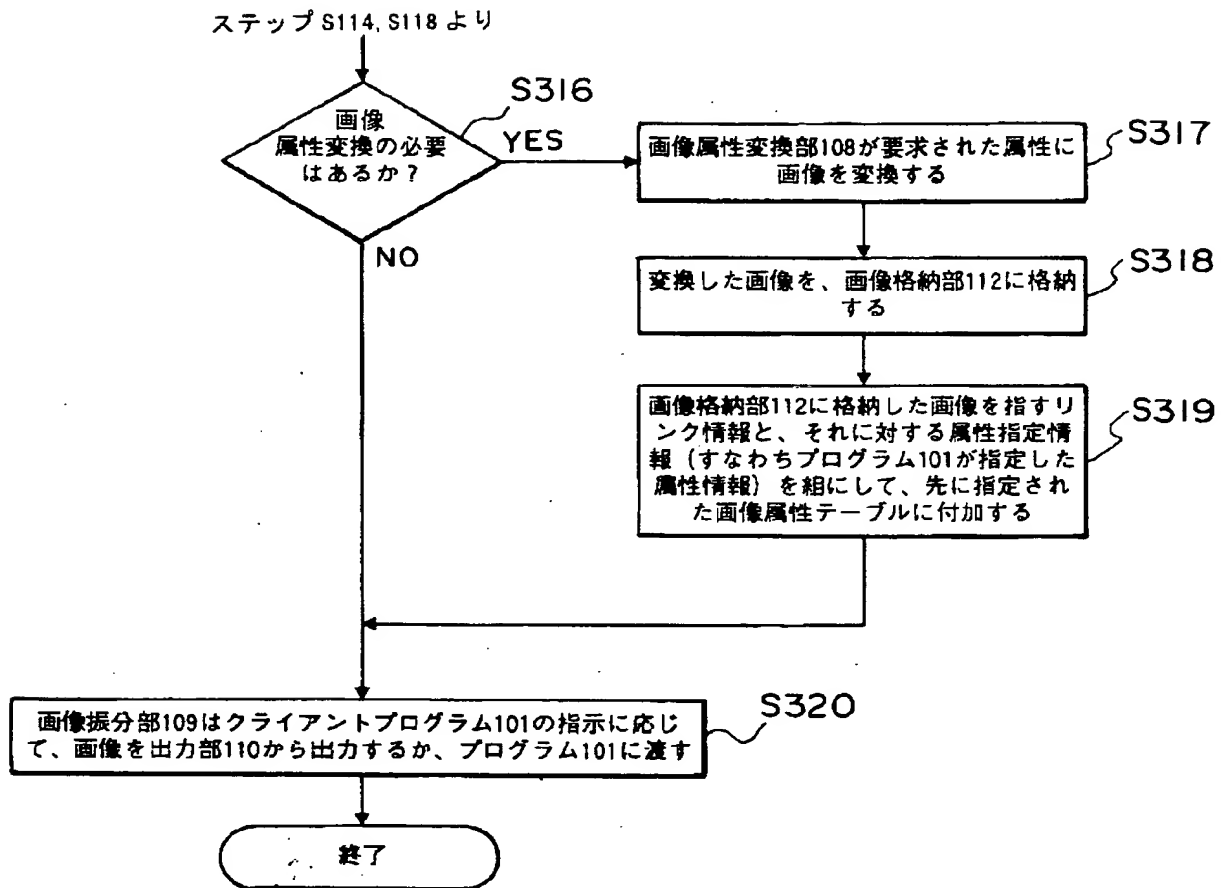 ステップ S114, S118 より
S316
画像
属性変換の必要
はあるか？
YES
NO
画像属性変換部108が要求された属性に
画像を変換する
S317
変換した画像を、画像格納部112に格納
する
S318
画像格納部112に格納した画像を指すリ
ンク情報と、それに対する属性指定情
報（すなわちプログラム101が指定した
属性情報）を組にして、先に指定され
た画像属性テーブルに付加する
S319
画像振分部109はクライアントプログラム101の指示に応じ
て、画像を出力部110から出力するか、プログラム101に渡す
S320
終了